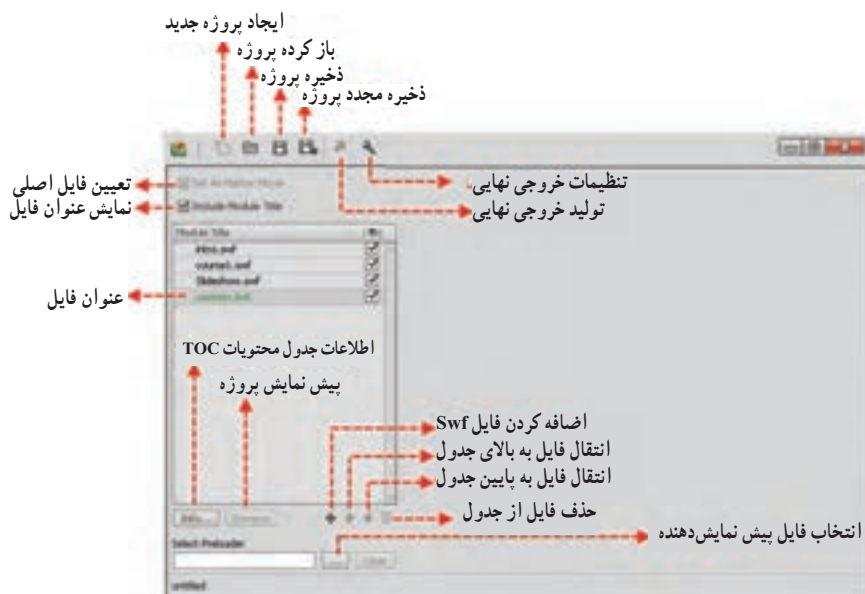 ایجاد پروژه جدید
باز کرده پروژه
ذخیره پروژه
ذخیره مجدد پروژه
تنظیمات خروجی نهایی
تولید خروجی نهایی
تعیین فایل اصلی
نمایش عنوان فایل
Include Module Title
Module Title
intro.swf
course1.swf
Slideshow.swf
عنوان فایل
اطلاعات جدول محتویات TOC
پیش نمایش پروژه
اضافه کردن فایل Swf
انتقال فایل به بالای جدول
انتقال فایل به پایین جدول
حذف فایل از جدول
انتخاب فایل پیش نمایش‌دهنده
Info...
Select Preloader
untitled